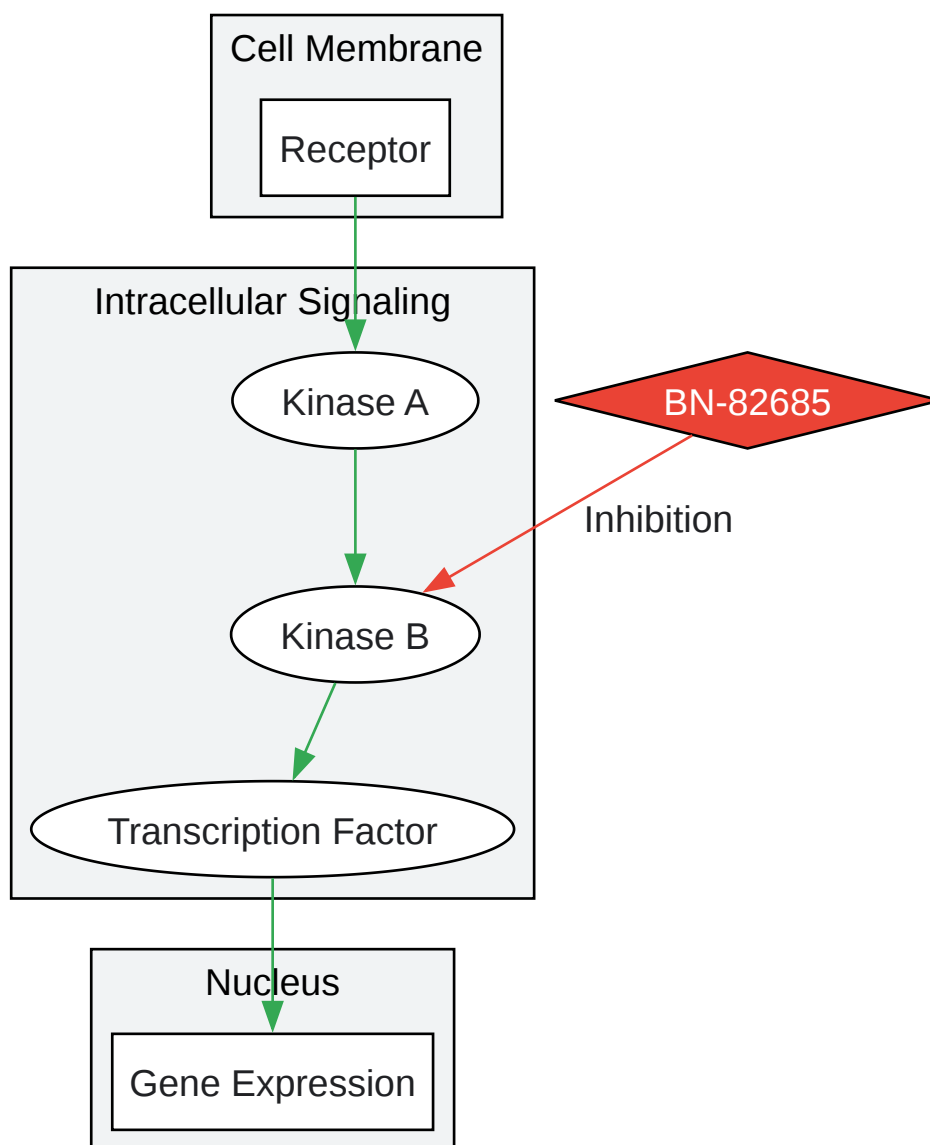 Cell Membrane
Receptor
Intracellular Signaling
Kinase A
BN-82685
Inhibition
Kinase B
Transcription Factor
Nucleus
Gene Expression